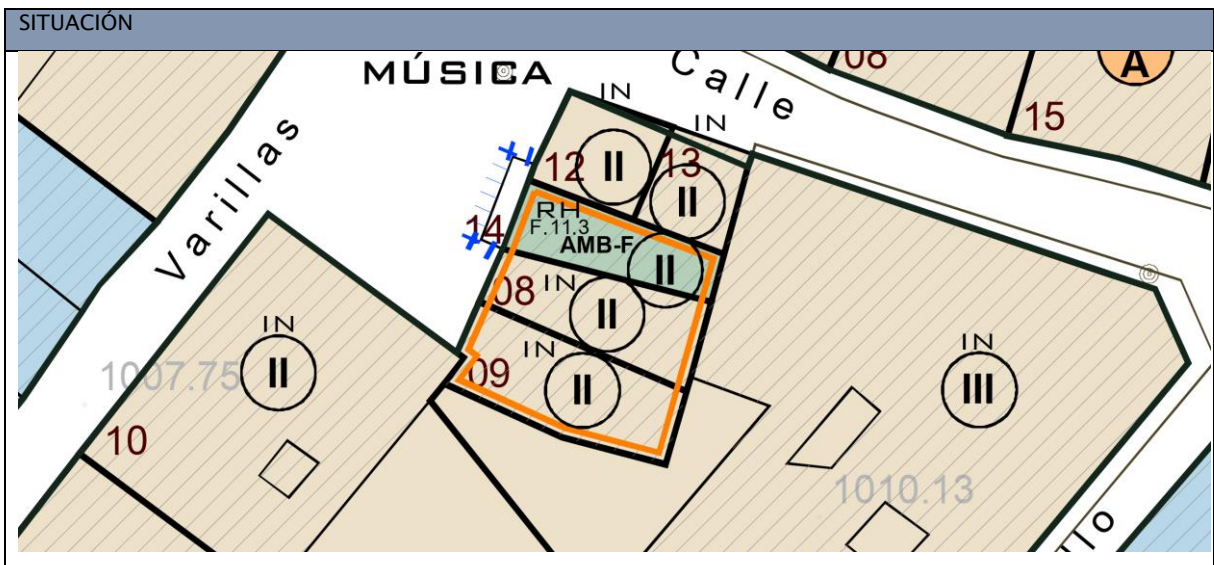 SITUACIÓN
MÚSICA
Calle
08
A
15
Varillas
IN
12
II
IN
13
II
RH
F.11.3
AMB-F
II
14
08
IN
II
IN
09
II
IN
II
1007.75
10
IN
III
1010.13
llo